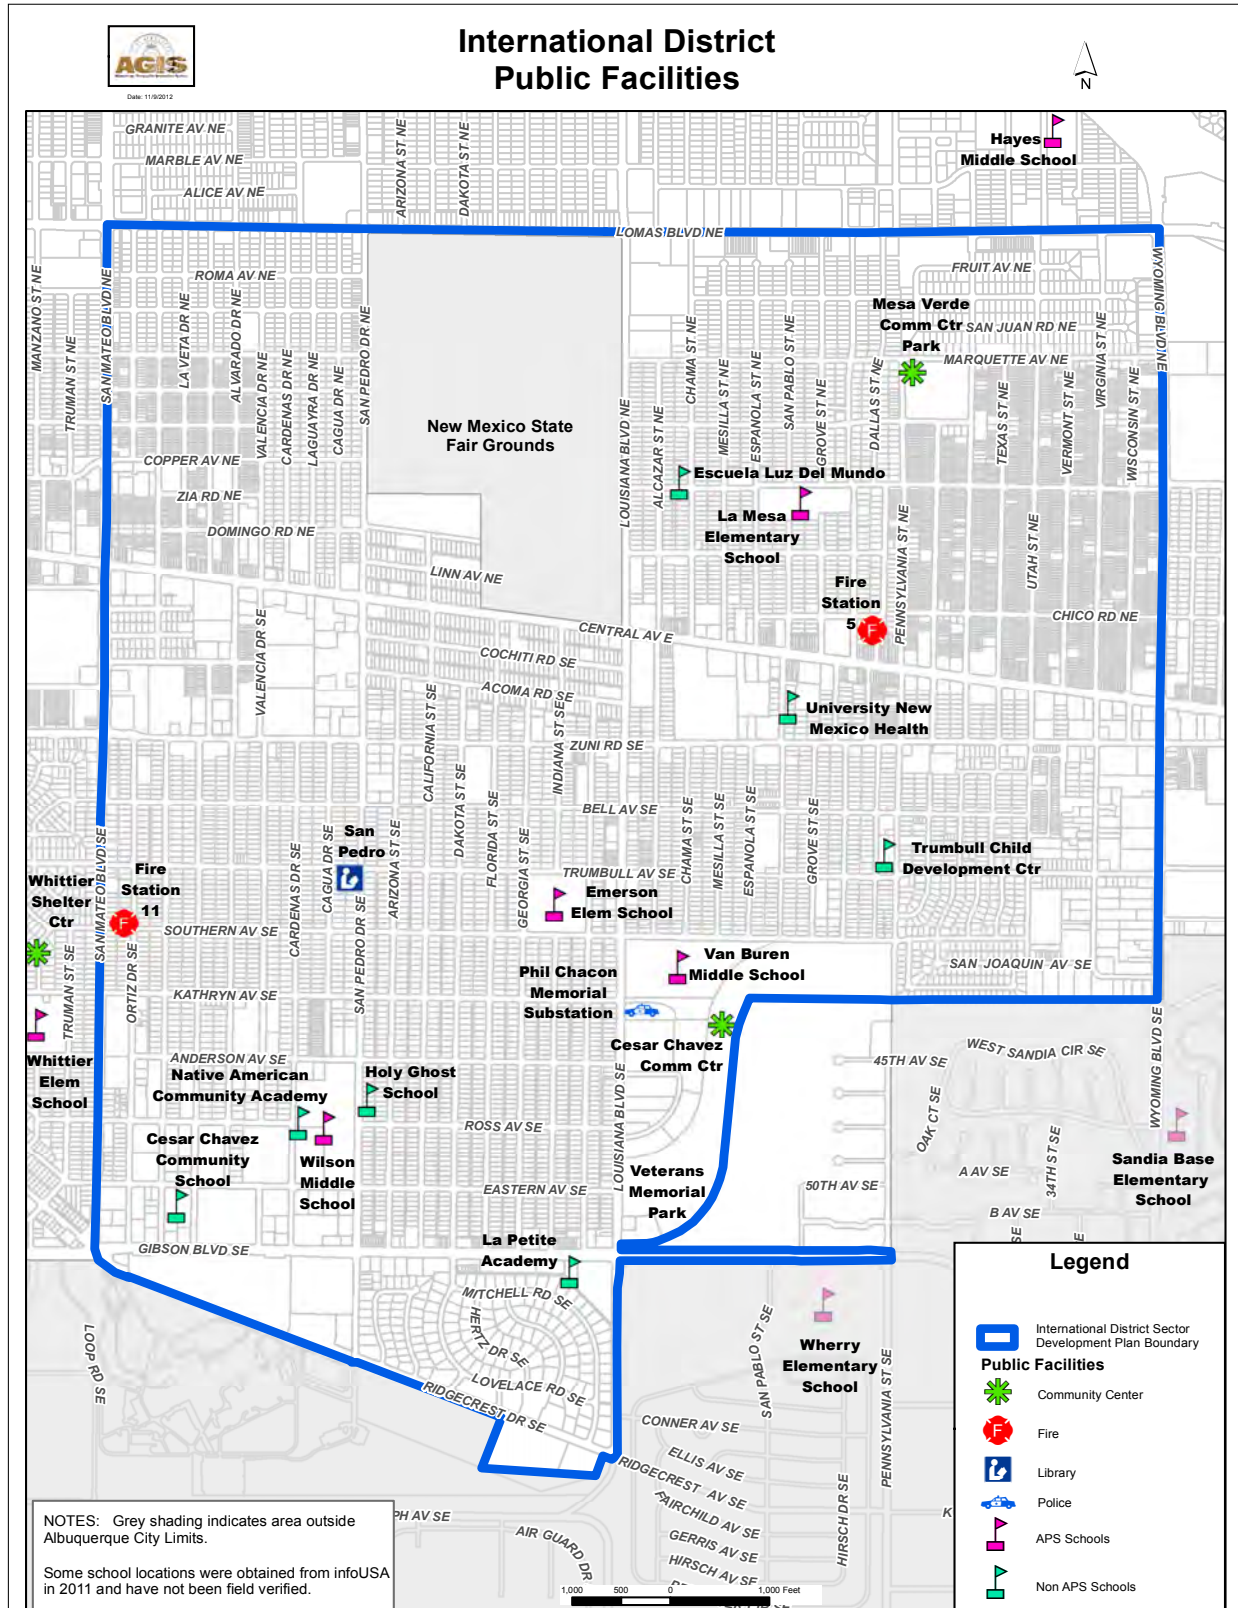 International District
Public Facilities
AGIS
Date: 11/9/2012
N
GRANITE AV NE
MARBLE AV NE
ALICE AV NE
ARIZONA ST NE
DAKOTA ST NE
Hayes
Middle School
LOMAS BLVD NE
MANZANO ST NE
TRUMAN ST NE
SAN MATEO BLVD NE
ROMA AV NE
LA VETA DR NE
ALVARADO DR NE
VALENCIA DR NE
CARDENAS DR NE
LAGUAYRA DR NE
CAGUA DR NE
SAN PEDRO DR NE
New Mexico State
Fair Grounds
FRUIT AV NE
WYOMING BLVD NE
Mesa Verde
Comm Ctr
Park
SAN JUAN RD NE
MARQUETTE AV NE
CHAMA ST NE
MESILLA ST NE
ESPANOLA ST NE
SAN PABLO ST NE
GROVE ST NE
DALLAS ST NE
LOUISIANA BLVD NE
ALCAZAR ST NE
TEXAS ST NE
VERMONT ST NE
VIRGINIA ST NE
WISCONSIN ST NE
COPPER AV NE
ZIA RD NE
DOMINGO RD NE
Escuela Luz Del Mundo
La Mesa
Elementary
School
PENNSYLVANIA ST NE
UTAH ST NE
LINN AV NE
Fire
Station
5
F
CHICO RD NE
CENTRAL AV E
COCHITI RD SE
ACOMA RD SE
VALENCIA DR SE
CALIFORNIA ST SE
INDIANA ST SE
University New
Mexico Health
ZUNI RD SE
DAKOTA ST SE
FLORIDA ST SE
GEORGIA ST SE
BELL AV SE
CHAMA ST SE
MESILLA ST SE
ESPANOLA ST SE
GROVE ST SE
San
Pedro
CARDENAS DR SE
CAGUA DR SE
SAN PEDRO DR SE
ARIZONA ST SE
Trumbull Child
Development Ctr
TRUMBULL AV SE
Emerson
Elem School
Whittier
Shelter
Ctr
Fire
Station
11
F
SAN MATEO BLVD SE
SOUTHERN AV SE
TRUMAN ST SE
ORTIZ DR SE
KATHRYN AV SE
Van Buren
Middle School
SAN JOAQUIN AV SE
Phil Chacon
Memorial
Substation
Cesar Chavez
Comm Ctr
Whittier
Elem
School
ANDERSON AV SE
Native American
Community Academy
Holy Ghost
School
45TH AV SE
WEST SANDIA CIR SE
WYOMING BLVD SE
OAK CT SE
ROSS AV SE
LOUISIANA BLVD SE
Cesar Chavez
Community
School
Wilson
Middle
School
Veterans
Memorial
Park
A AV SE
34TH ST SE
Sandia Base
Elementary
School
EASTERN AV SE
50TH AV SE
B AV SE
SE
SE
GIBSON BLVD SE
La Petite
Academy
MITCHELL RD SE
HERTZ DR SE
LOVELACE RD SE
RIDGECREST DR SE
LOOP RD SE
SAN PABLO ST SE
Wherry
Elementary
School
PENNSYLVANIA ST SE
CONNER AV SE
ELLIS AV SE
RIDGECREST AV SE
FAIRCHILD AV SE
GERRIS AV SE
HIRSCH AV SE
HIRSCH DR SE
PH AV SE
AIR GUARD DR
K
Legend
International District Sector
Development Plan Boundary
Public Facilities
Community Center
F
Fire
Library
Police
APS Schools
Non APS Schools
NOTES: Grey shading indicates area outside
Albuquerque City Limits.
Some school locations were obtained from infoUSA
in 2011 and have not been field verified.
1,000 500 0 1,000 Feet